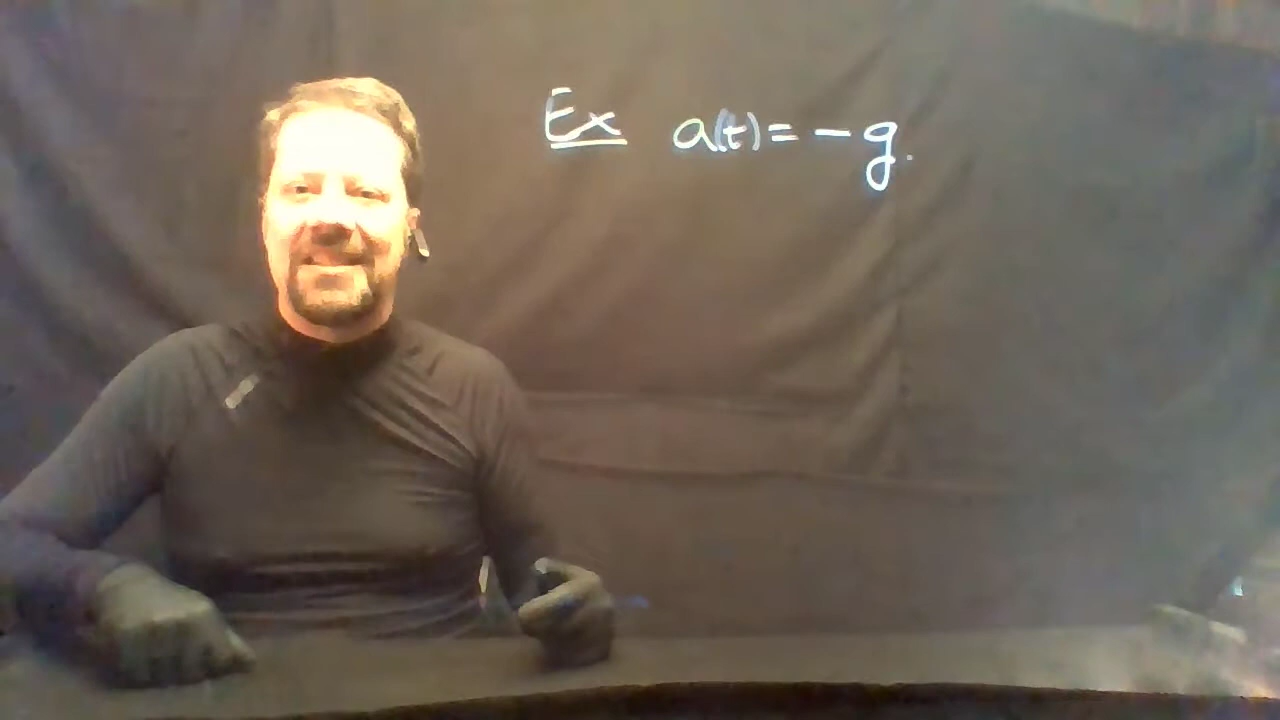 Ex a(t) = -g.